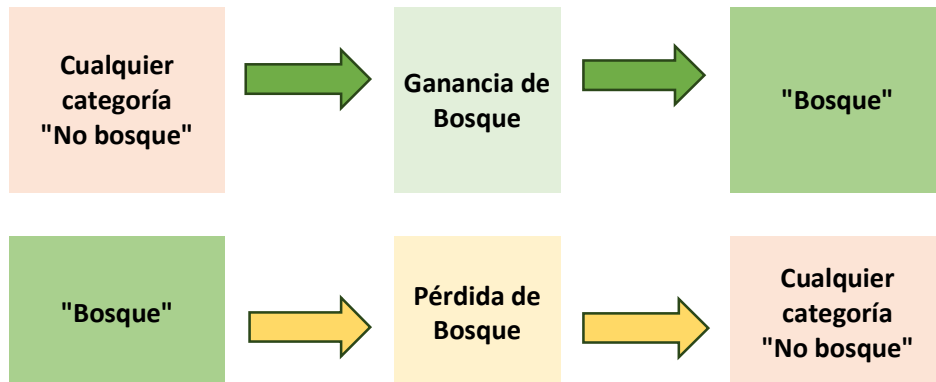 Cualquier
categoría
"No bosque"
Ganancia de
Bosque
"Bosque"
"Bosque"
Pérdida de
Bosque
Cualquier
categoría
"No bosque"